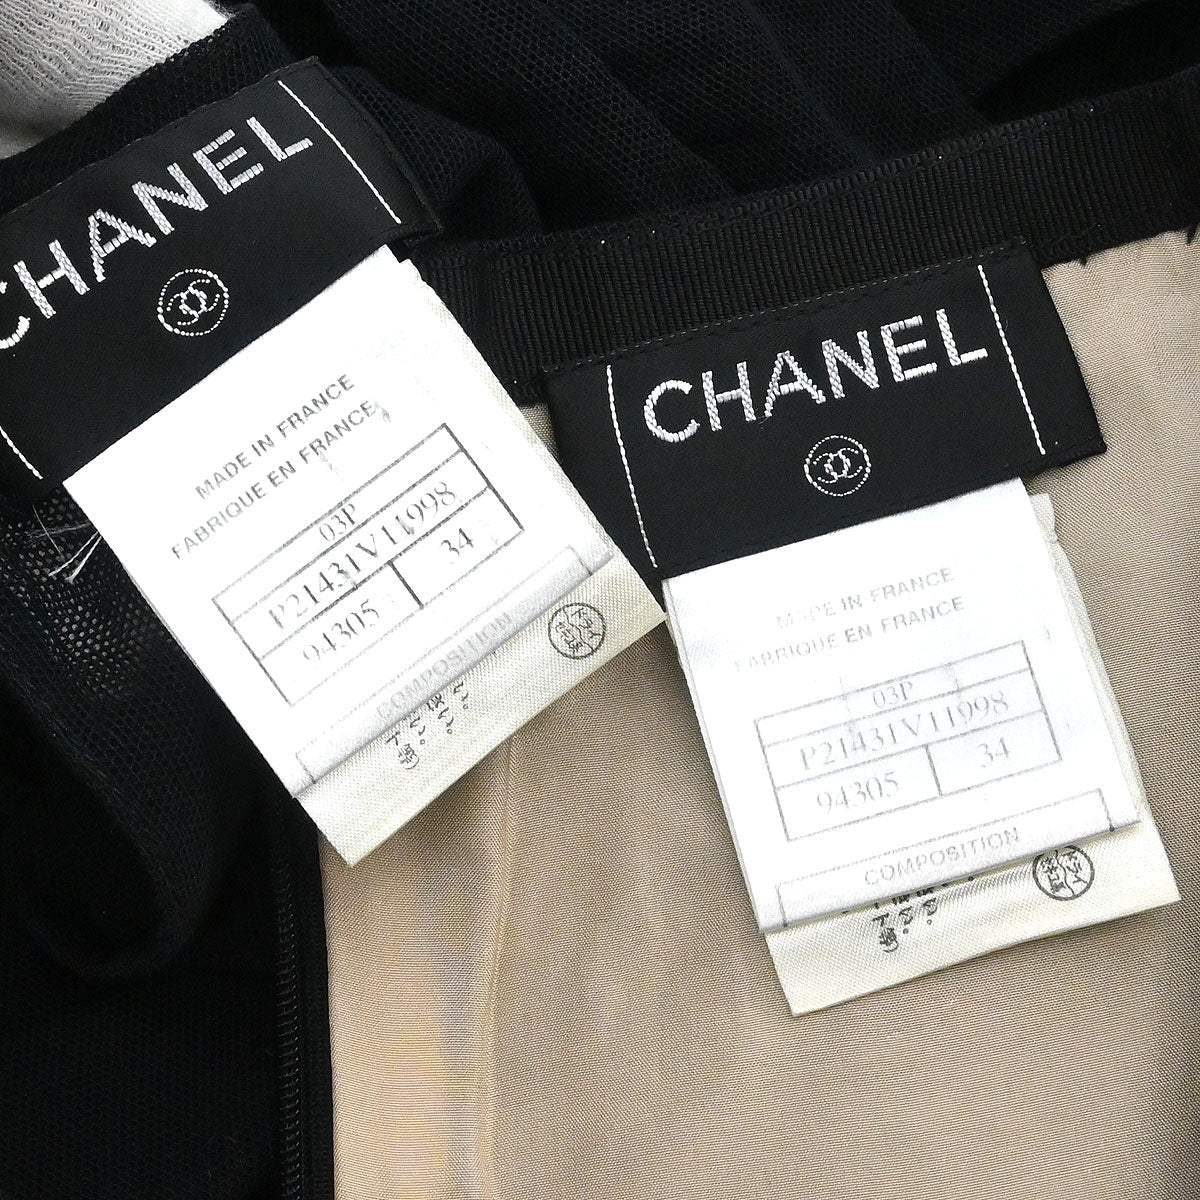 CHANEL
MADE IN FRANCE
FABRIQUE EN FRANCE
03P
P21431V11998
94305 34
COMPOSITION
CHANEL
MADE IN FRANCE
FABRIQUE EN FRANCE
03P
P21431V11998
94305 34
COMPOSITION